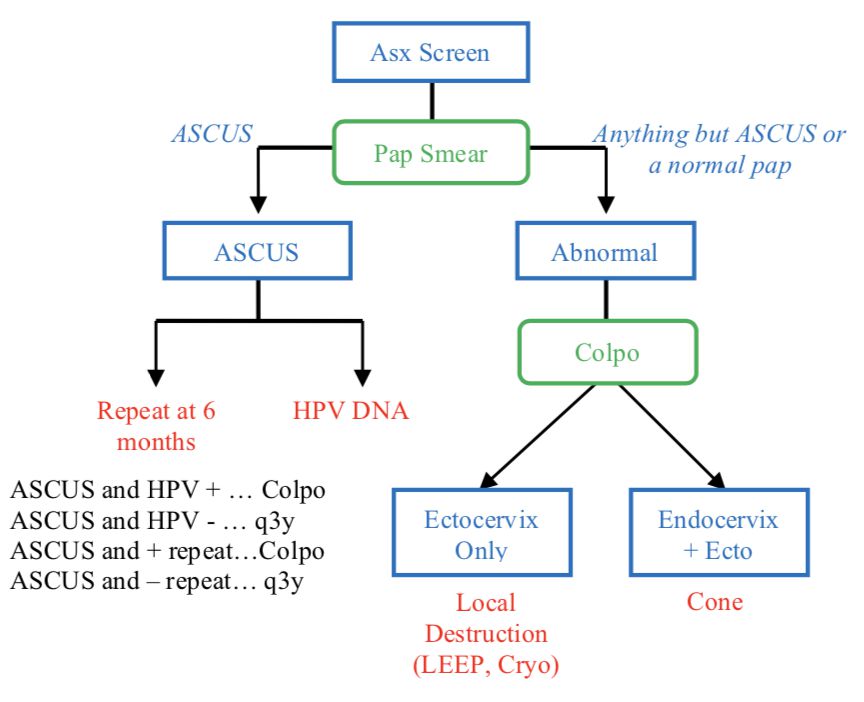 Asx Screen
ASCUS
Pap Smear
Anything but ASCUS or
a normal pap
ASCUS
Abnormal
Colpo
Repeat at 6
months
HPV DNA
ASCUS and HPV + … Colpo
ASCUS and HPV - … q3y
ASCUS and + repeat…Colpo
ASCUS and – repeat… q3y
Ectocervix
Only
Endocervix
+ Ecto
Local
Destruction
(LEEP, Cryo)
Cone